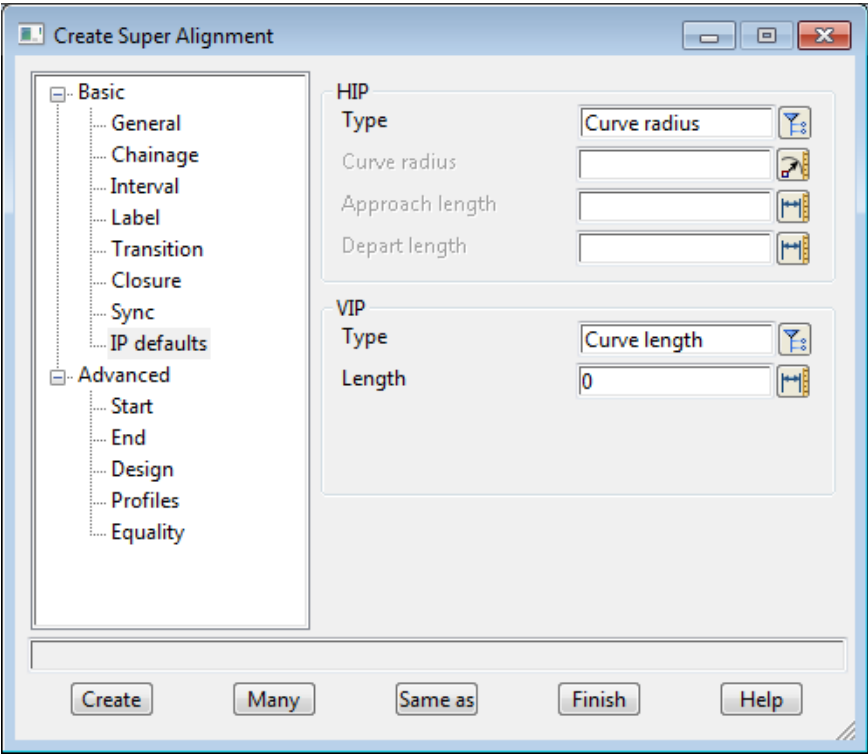 Create Super Alignment
Basic
General
Chainage
Interval
Label
Transition
Closure
Sync
IP defaults
Advanced
Start
End
Design
Profiles
Equality
HIP
Type Curve radius
Curve radius
Approach length
Depart length
VIP
Type Curve length
Length 0
Create Many Same as Finish Help